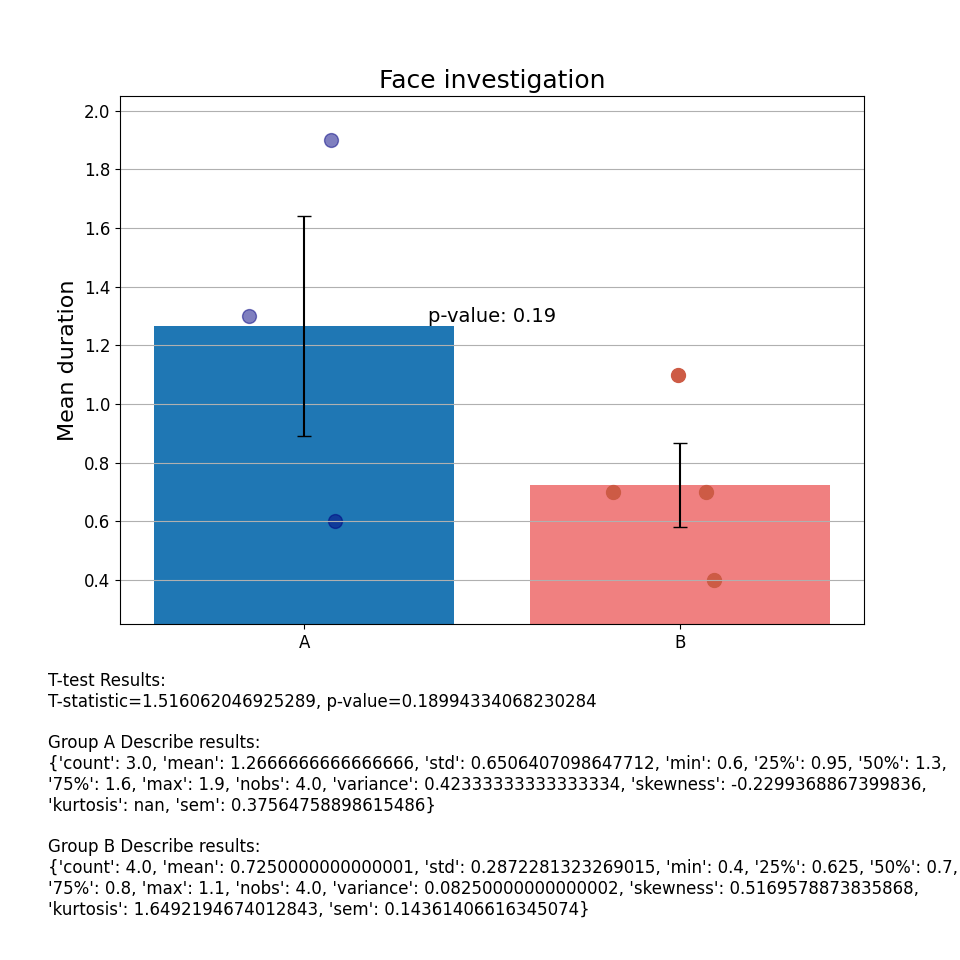 Face investigation
2.0
1.8
1.6
1.4
1.2
1.0
0.8
0.6
0.4
Mean duration
p-value: 0.19
A
B
T-test Results:
T-statistic=1.516062046925289, p-value=0.18994334068230284
Group A Describe results:
{'count': 3.0, 'mean': 1.2666666666666666, 'std': 0.6506407098647712, 'min': 0.6, '25%': 0.95, '50%': 1.3,
'75%': 1.6, 'max': 1.9, 'nobs': 4.0, 'variance': 0.42333333333333334, 'skewness': -0.2299368867399836,
'kurtosis': nan, 'sem': 0.37564758898615486}
Group B Describe results:
{'count': 4.0, 'mean': 0.7250000000000001, 'std': 0.2872281323269015, 'min': 0.4, '25%': 0.625, '50%': 0.7,
'75%': 0.8, 'max': 1.1, 'nobs': 4.0, 'variance': 0.08250000000000002, 'skewness': 0.5169578873835868,
'kurtosis': 1.6492194674012843, 'sem': 0.14361406616345074}